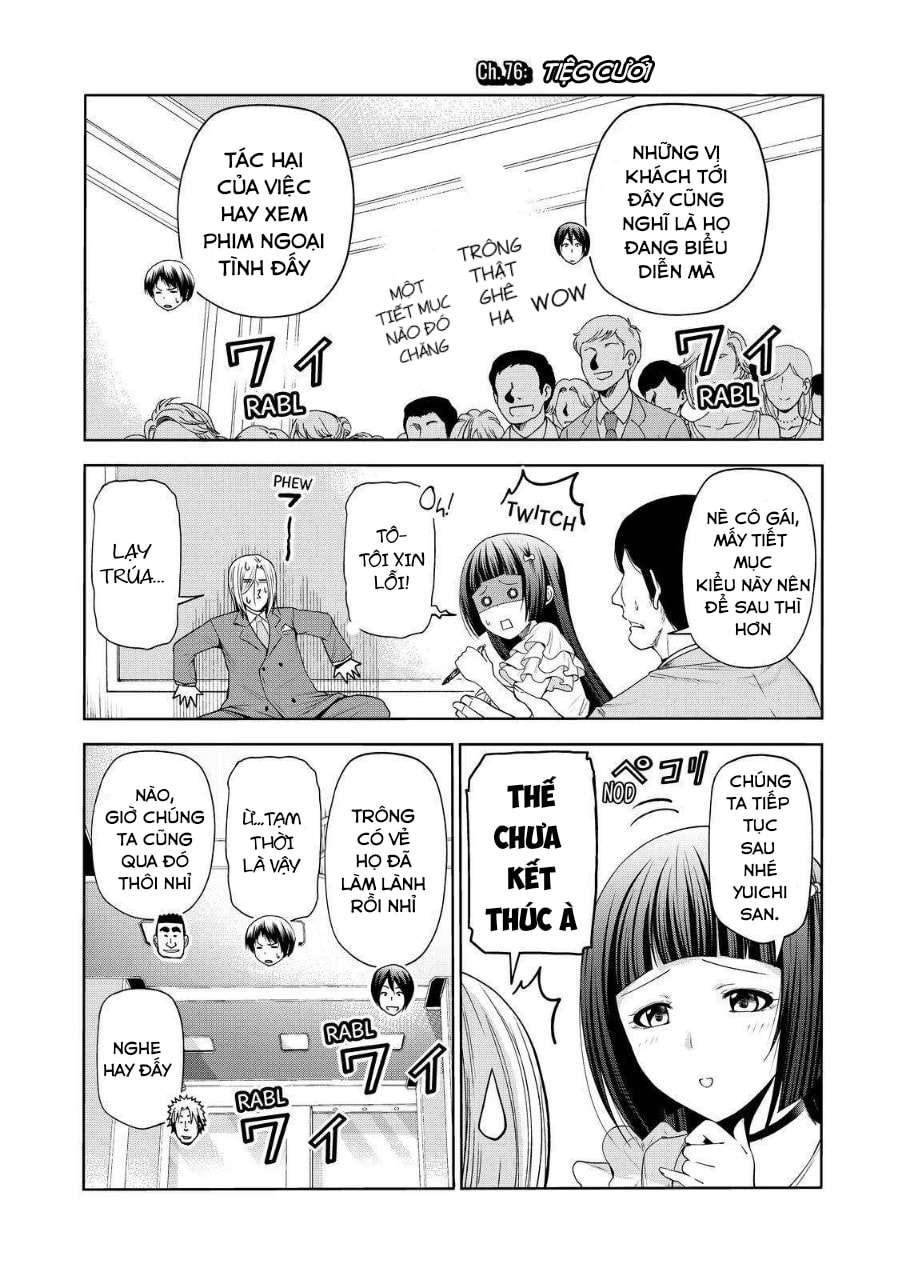 Ch.76: TIỆC CƯỚI
NHỮNG VỊ
KHÁCH TỚI
ĐÂY CŨNG
NGHĨ LÀ HỌ
ĐANG BIỂU
DIỄN MÀ
WOW
TRÔNG
THẬT
GHÊ
HA
MỘT
TIẾT MỤC
NÀO ĐÓ
CHĂNG
TÁC HẠI
CỦA VIỆC
HAY XEM
PHIM NGOẠI
TÌNH ĐẤY
ワイ
RABL
ワイ
RABL
NÈ CÔ GÁI,
MẤY TIẾT
MỤC
KIỂU NÀY NÊN
ĐỂ SAU THÌ
HƠN
TWITCH
Oh!
TÔ-
TÔI XIN
LỖI!
PHEW
LẠY
TRÚA...
CHÚNG
TA TIẾP
TỤC
SAU
NHÉ
YUICHI
SAN.
ペコリ
NOD
THẾ
CHƯA
KẾT
THÚC À
TRÔNG
CÓ VẺ
HỌ ĐÃ
LÀM LÀNH
RỒI NHỈ
Ừ...TẠM
THỜI
LÀ VẬY
NÀO,
GIỜ CHÚNG
TA CŨNG
QUA ĐÓ
THÔI NHỈ
NGHE
HAY ĐẤY
RABL
ワイ
RABL
ワイ